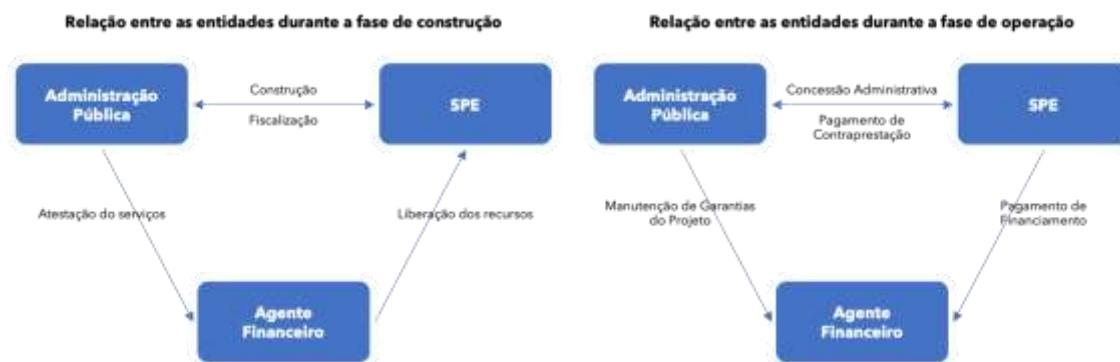 Relação entre as entidades durante a fase de construção
Administração
Pública
Construção
Fiscalização
SPE
Atestação do serviços
Liberação dos recursos
Agente
Financeiro
Relação entre as entidades durante a fase de operação
Administração
Pública
Concessão Administrativa
Pagamento de
Contraprestação
SPE
Manutenção de Garantias
do Projeto
Pagamento de
Financiamento
Agente
Financeiro